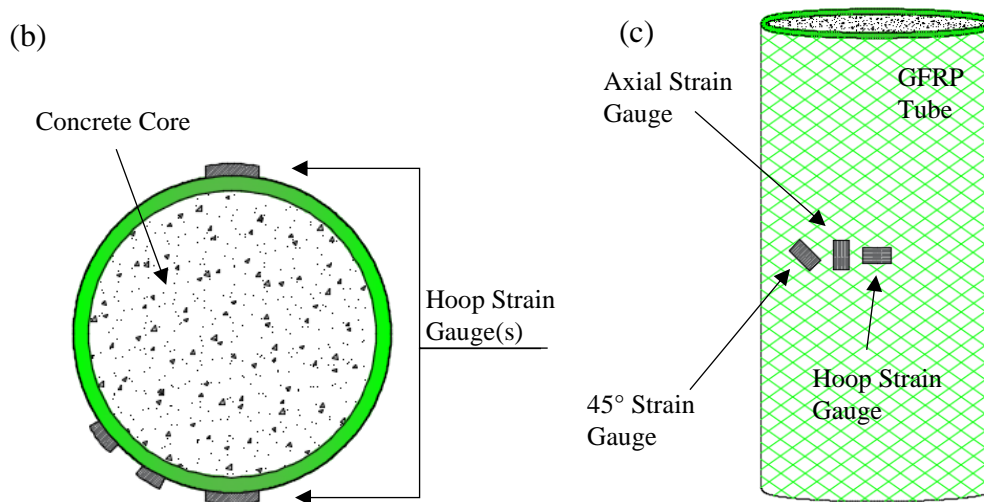 (b)
Concrete Core
Hoop Strain
Gauge(s)
(c)
Axial Strain
Gauge
GFRP
Tube
45° Strain
Gauge
Hoop Strain
Gauge